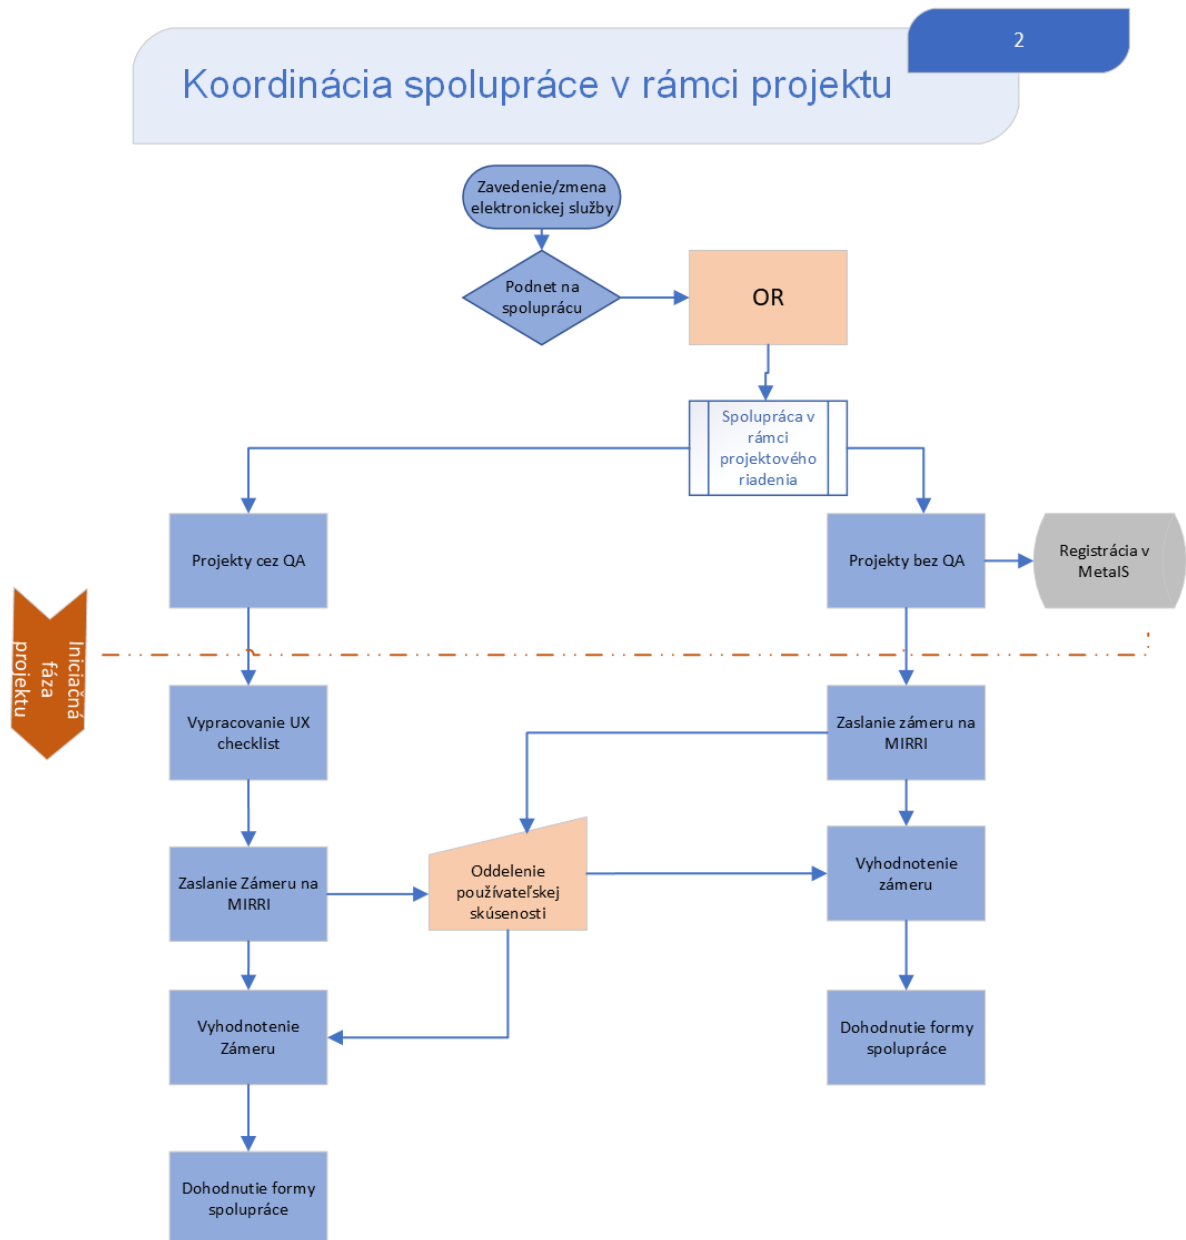 2
Koordinácia spolupráce v rámci projektu
Zavedenie/zmena
elektronickej služby
Podnet na
spoluprácu
OR
Spolupráca v
rámci
projektového
riadenia
Projekty cez QA
Projekty bez QA
Registrácia v
MetaIS
Iniciačná
fáza
projektu
Vypracovanie UX
checklist
Zaslanie zámeru na
MIRRI
Oddelenie
používateľskej
skúsenosti
Vyhodnotenie
zámeru
Zaslanie Zámeru na
MIRRI
Vyhodnotenie
Zámeru
Dohodnutie formy
spolupráce
Dohodnutie formy
spolupráce